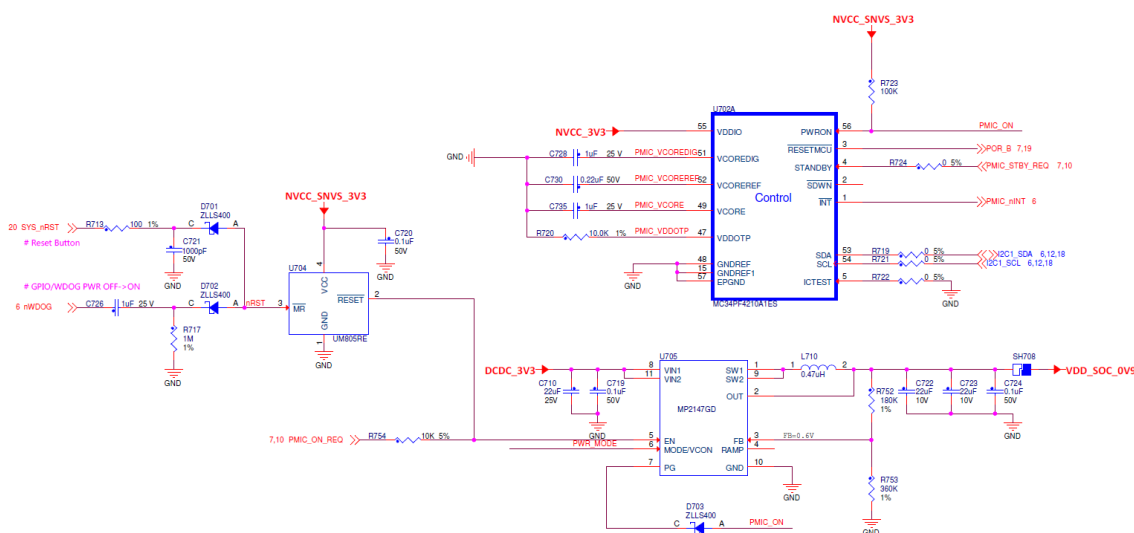 NVCC_SNVS_3V3
R723
100K
U702A
NVCC_3V3
55 VDDIO
PWRON 56 PMIC_ON
GND
C728 1uF 25 V PMIC_VCOREDIG 51 VCOREDIG
RESETMCU 3 POR_B 7,19
STANDBY 4 R724 0 5% PMIC_STBY_REQ 7,10
C730 0.22uF 50V PMIC_VCOREREF 52 VCOREREF
SDWN 2
Control
INT 1 PMIC_nINT 6
C735 1uF 25 V PMIC_VCORE 49 VCORE
R720 10.0K 1% PMIC_VDDOTP 47 VDDOTP
SDA 53 R719 0 5% I2C1_SDA 6,12,18
SCL 54 R721 0 5% I2C1_SCL 6,12,18
GND
48 GNDREF
15 GNDREF1
57 EPGND
ICTEST 5 R722 0 5%
GND
MC34PF4210A1ES
NVCC_SNVS_3V3
D701
ZLLS400
20 SYS_nRST R713 100 1% C A
# Reset Button
C721
1000pF
50V
GND
C720
0.1uF
50V
GND
# GPIO/WDOG PWR OFF->ON
D702
ZLLS400
6 nWDOG C726 1uF 25 V C A nRST 3
R717
1M
1%
GND
U704
4
VCC
MR
RESET 2
GND
1
UM805RE
GND
U705
DCDC_3V3
8 VIN1
11 VIN2
C710
22uF
25V
C719
0.1uF
50V
GND
MP2147GD
SW1 1
SW2 9
OUT 2
1 L710 2
0.47uH
SH708
VDD_SOC_0V9
R752
180K
1%
C722
22uF
10V
C723
22uF
10V
C724
0.1uF
50V
GND
7,10 PMIC_ON_REQ R754 10K 5%
5 EN
PWR_MODE 6 MODE/VCON
7 PG
FB 3 FB=0.6V
RAMP 4
GND 10
GND
R753
360K
1%
GND
D703
ZLLS400
C A PMIC_ON